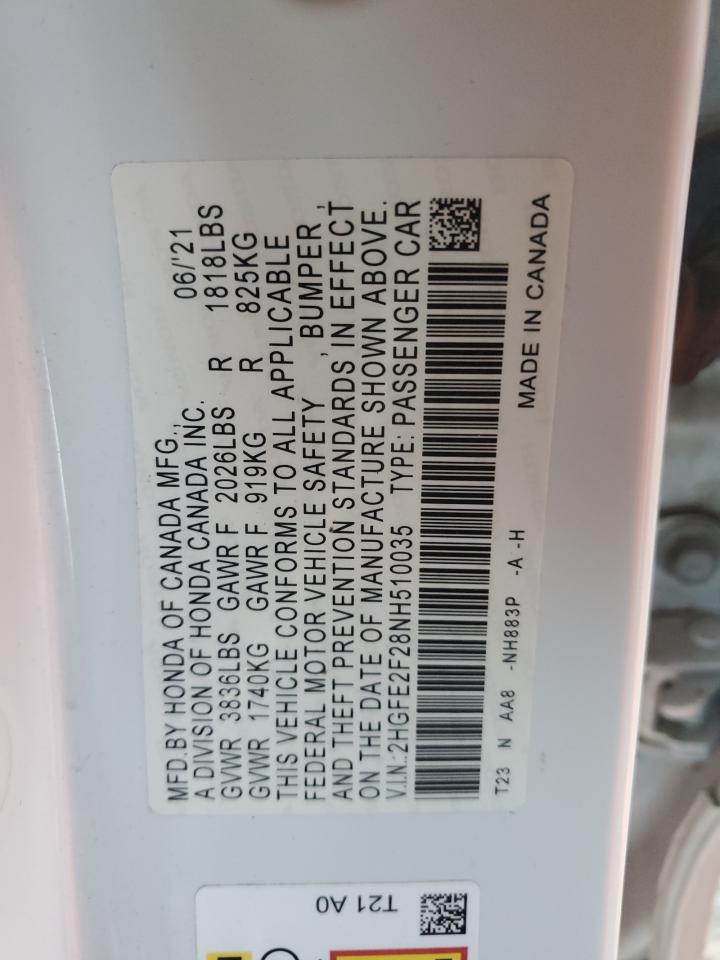 MFD.BY HONDA OF CANADA MFG., 06/'21
A DIVISION OF HONDA CANADA INC.
GVWR 3836LBS GAWR F 2026LBS R 1818LBS
GVWR 1740KG GAWR F 919KG R 825KG
THIS VEHICLE CONFORMS TO ALL APPLICABLE
FEDERAL MOTOR VEHICLE SAFETY, BUMPER,
AND THEFT PREVENTION STANDARDS IN EFFECT
ON THE DATE OF MANUFACTURE SHOWN ABOVE.
V.I.N.:2HGFE2F28NH510035 TYPE: PASSENGER CAR
T23 N AA8 -NH883P -A -H
MADE IN CANADA
T21 A0